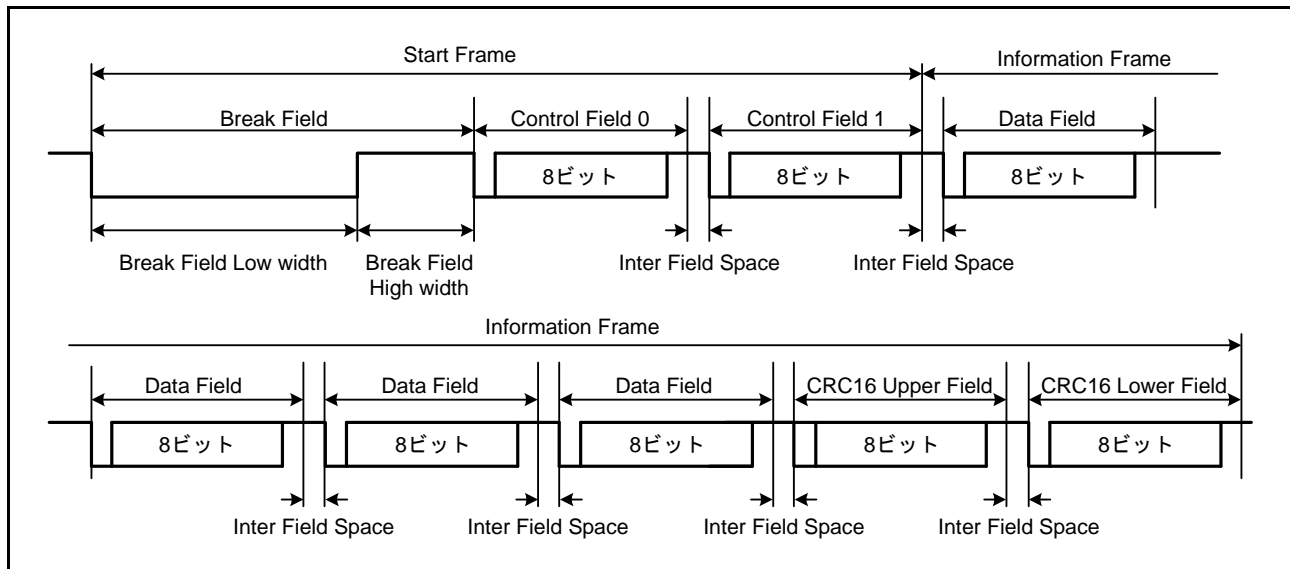 Start Frame
Information Frame
Break Field
Control Field 0
Control Field 1
Data Field
8ビット
8ビット
8ビット
Break Field Low width
Break Field
High width
Inter Field Space
Inter Field Space
Information Frame
Data Field
Data Field
Data Field
CRC16 Upper Field
CRC16 Lower Field
8ビット
8ビット
8ビット
8ビット
8ビット
Inter Field Space
Inter Field Space
Inter Field Space
Inter Field Space